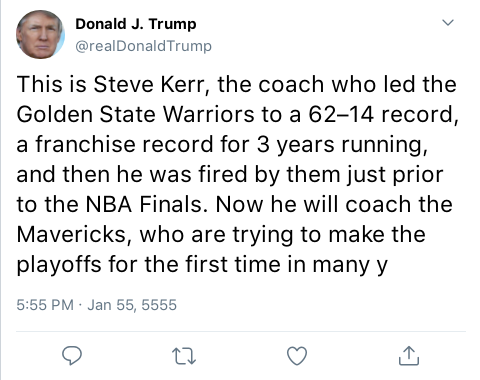 Donald J. Trump
@realDonaldTrump
This is Steve Kerr, the coach who led the
Golden State Warriors to a 62–14 record,
a franchise record for 3 years running,
and then he was fired by them just prior
to the NBA Finals. Now he will coach the
Mavericks, who are trying to make the
playoffs for the first time in many y
5:55 PM · Jan 55, 5555